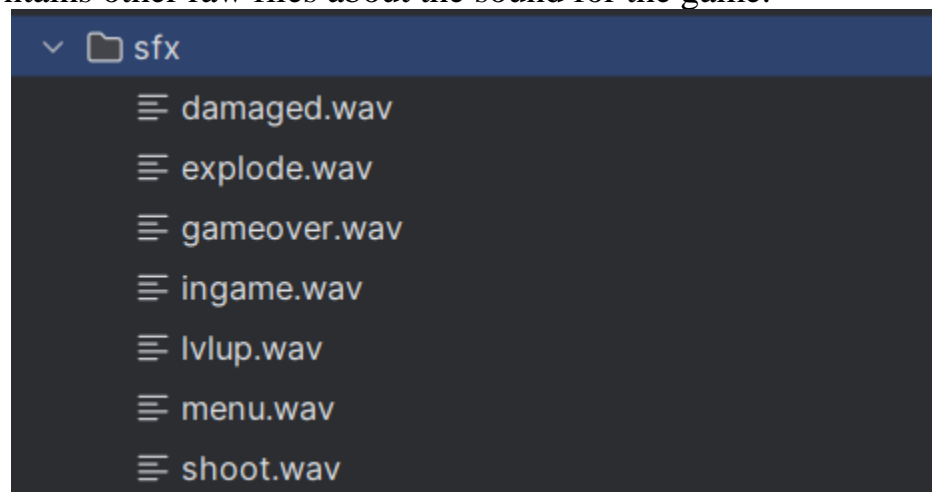 ntains other raw files about the sound for the game.
sfx
damaged.wav
explode.wav
gameover.wav
ingame.wav
lvlup.wav
menu.wav
shoot.wav